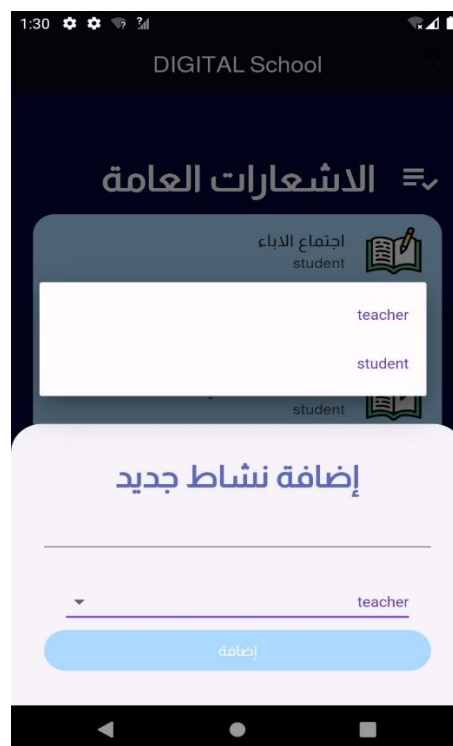 1:30
DIGITAL School
الاشعارات العامة
اجتماع الاباء
student
teacher
student
student
إضافة نشاط جديد
teacher
إضافة